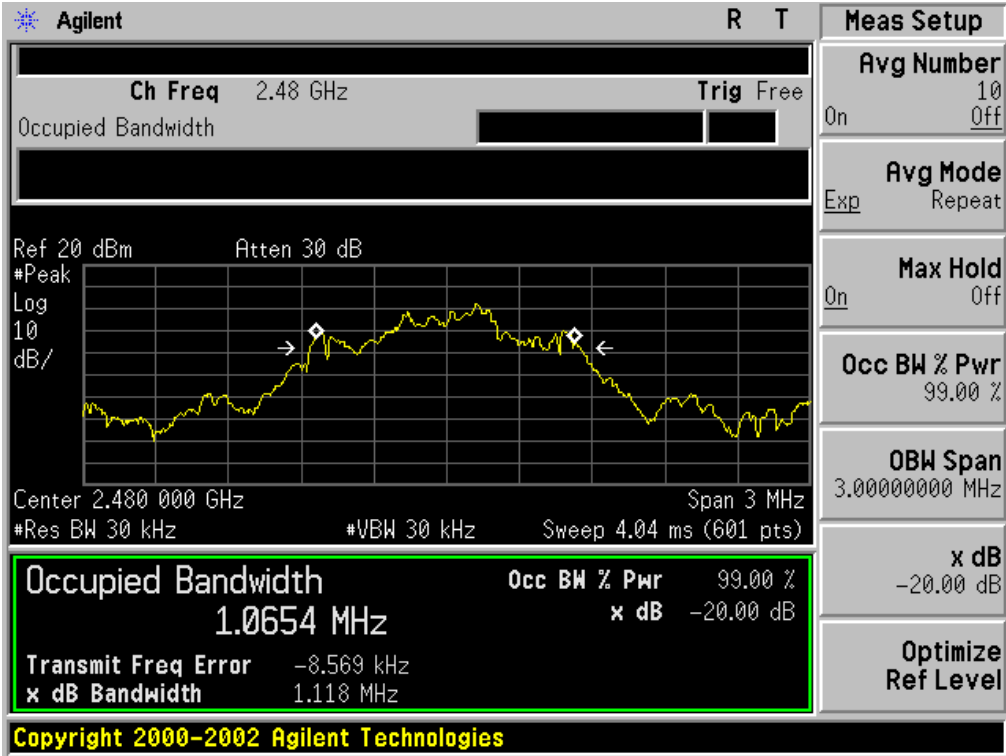 Agilent R T
Ch Freq 2.48 GHz Trig Free
Occupied Bandwidth
Ref 20 dBm Atten 30 dB
#Peak
Log
10
dB/
Center 2.480 000 GHz Span 3 MHz
#Res BW 30 kHz #VBW 30 kHz Sweep 4.04 ms (601 pts)
Occupied Bandwidth
1.0654 MHz
Occ BW % Pwr 99.00 %
x dB -20.00 dB
Transmit Freq Error -8.569 kHz
x dB Bandwidth 1.118 MHz
Copyright 2000-2002 Agilent Technologies
Meas Setup
Avg Number
10
On Off
Avg Mode
Exp Repeat
Max Hold
On Off
Occ BW % Pwr
99.00 %
OBW Span
3.00000000 MHz
x dB
-20.00 dB
Optimize
Ref Level